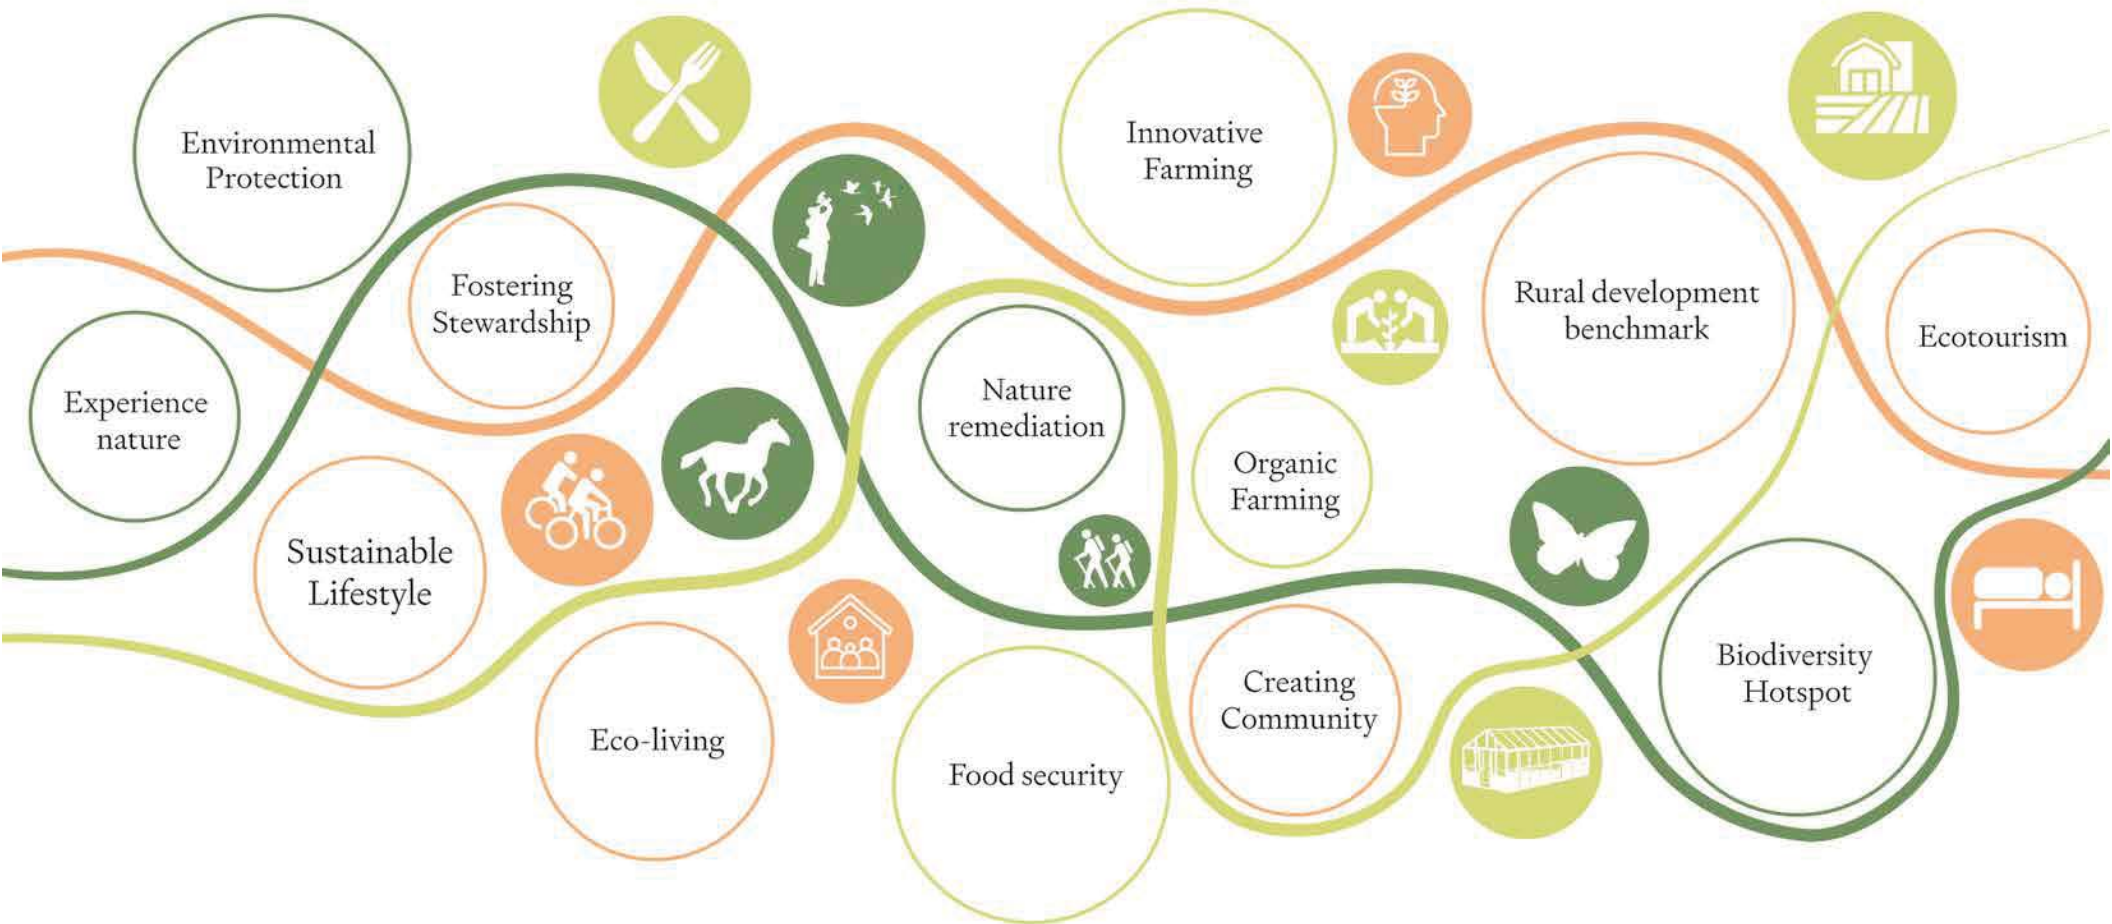 Environmental
Protection
Innovative
Farming
Fostering
Stewardship
Rural development
benchmark
Ecotourism
Experience
nature
Nature
remediation
Organic
Farming
Sustainable
Lifestyle
Biodiversity
Hotspot
Creating
Community
Eco-living
Food security